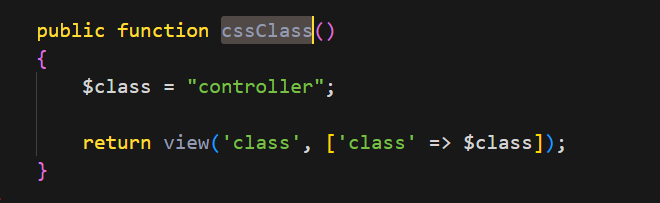 public function cssClass()
{
    $class = "controller";
    return view('class', ['class' => $class]);
}